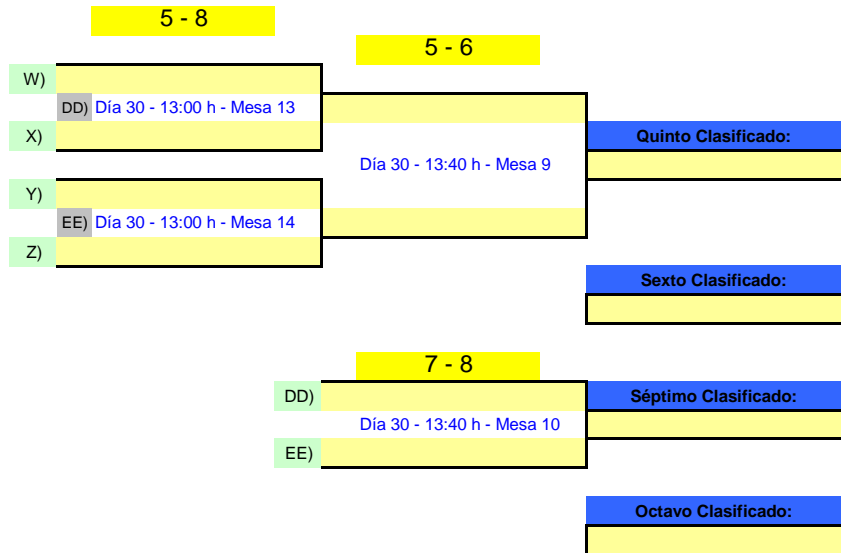 5 - 8
5 - 6
W)
DD) Día 30 - 13:00 h - Mesa 13
X)
Quinto Clasificado:
Día 30 - 13:40 h - Mesa 9
Y)
EE) Día 30 - 13:00 h - Mesa 14
Z)
Sexto Clasificado:
7 - 8
DD)
Séptimo Clasificado:
Día 30 - 13:40 h - Mesa 10
EE)
Octavo Clasificado: